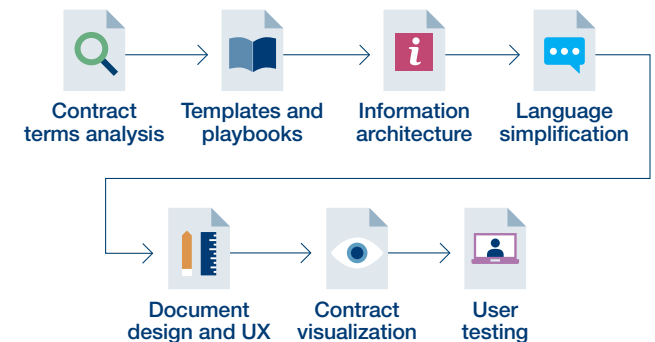 Contract
terms analysis
Templates and
playbooks
i
Information
architecture
Language
simplification
Document
design and UX
Contract
visualization
User
testing